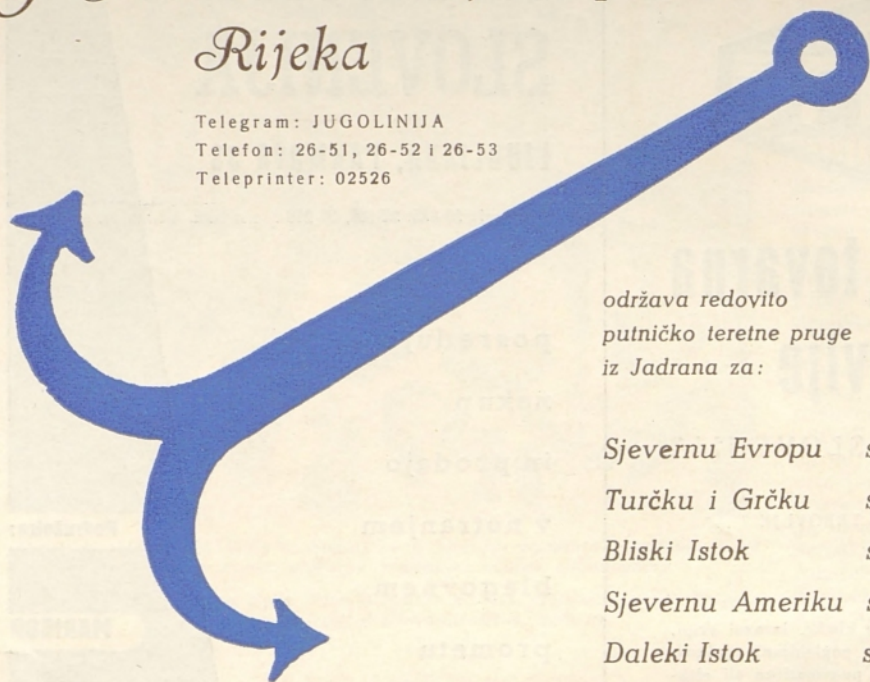 Rijeka
Telegram: JUGOLINIJA
Telefon: 26-51, 26-52 i 26-53
Teleprinter: 02526
održava redovito
putničko teretne pruge
iz Jadrana za:
Sjevernu Evropu
Turčku i Grčku
Bliski Istok
Sjevernu Ameriku
Daleki Istok